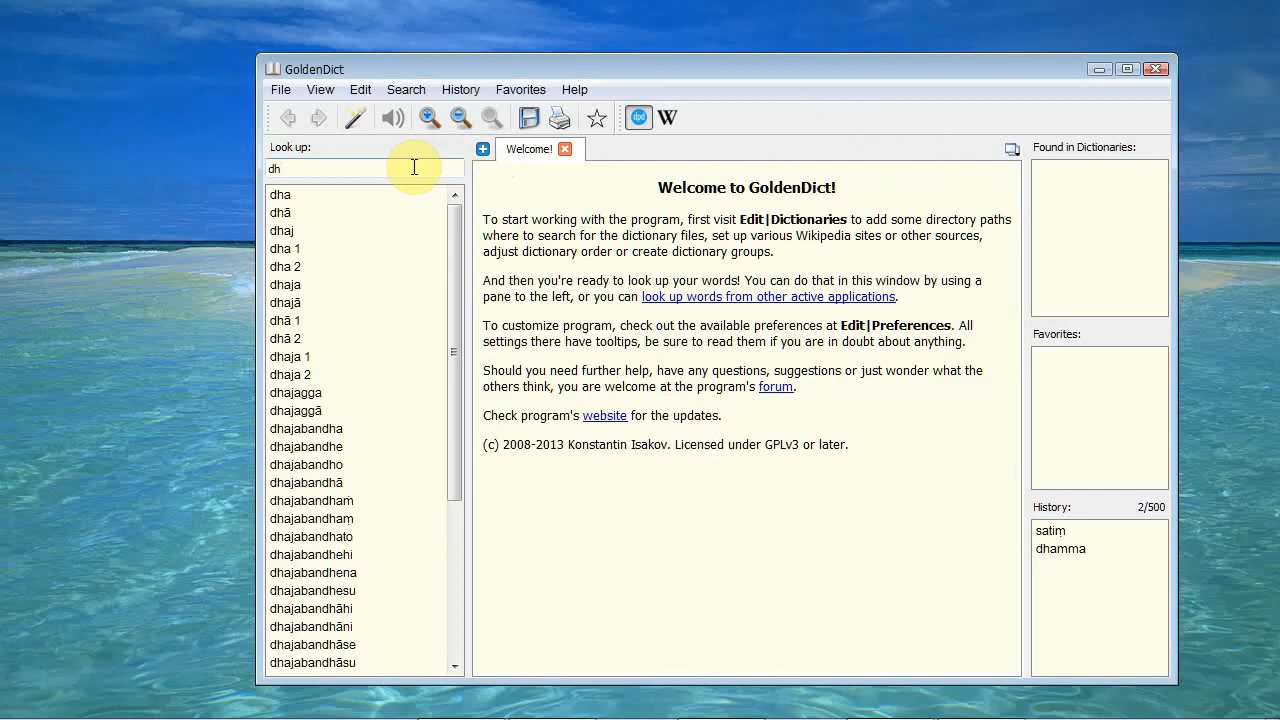 GoldenDict
File View Edit Search History Favorites Help
dpd W
Look up:
dh
dha
dhā
dhaj
dha 1
dha 2
dhaja
dhajā
dhā 1
dhā 2
dhaja 1
dhaja 2
dhajagga
dhajaggā
dhajabandha
dhajabandhe
dhajabandho
dhajabandhā
dhajabandhaṁ
dhajabandhaṃ
dhajabandhato
dhajabandhehi
dhajabandhena
dhajabandhesu
dhajabandhāhi
dhajabandhāni
dhajabandhāse
dhajabandhāsu
Welcome!
Welcome to GoldenDict!
To start working with the program, first visit Edit|Dictionaries to add some directory paths
where to search for the dictionary files, set up various Wikipedia sites or other sources,
adjust dictionary order or create dictionary groups.
And then you're ready to look up your words! You can do that in this window by using a
pane to the left, or you can look up words from other active applications.
To customize program, check out the available preferences at Edit|Preferences. All
settings there have tooltips, be sure to read them if you are in doubt about anything.
Should you need further help, have any questions, suggestions or just wonder what the
others think, you are welcome at the program's forum.
Check program's website for the updates.
(c) 2008-2013 Konstantin Isakov. Licensed under GPLv3 or later.
Found in Dictionaries:
Favorites:
History: 2/500
satiṃ
dhamma